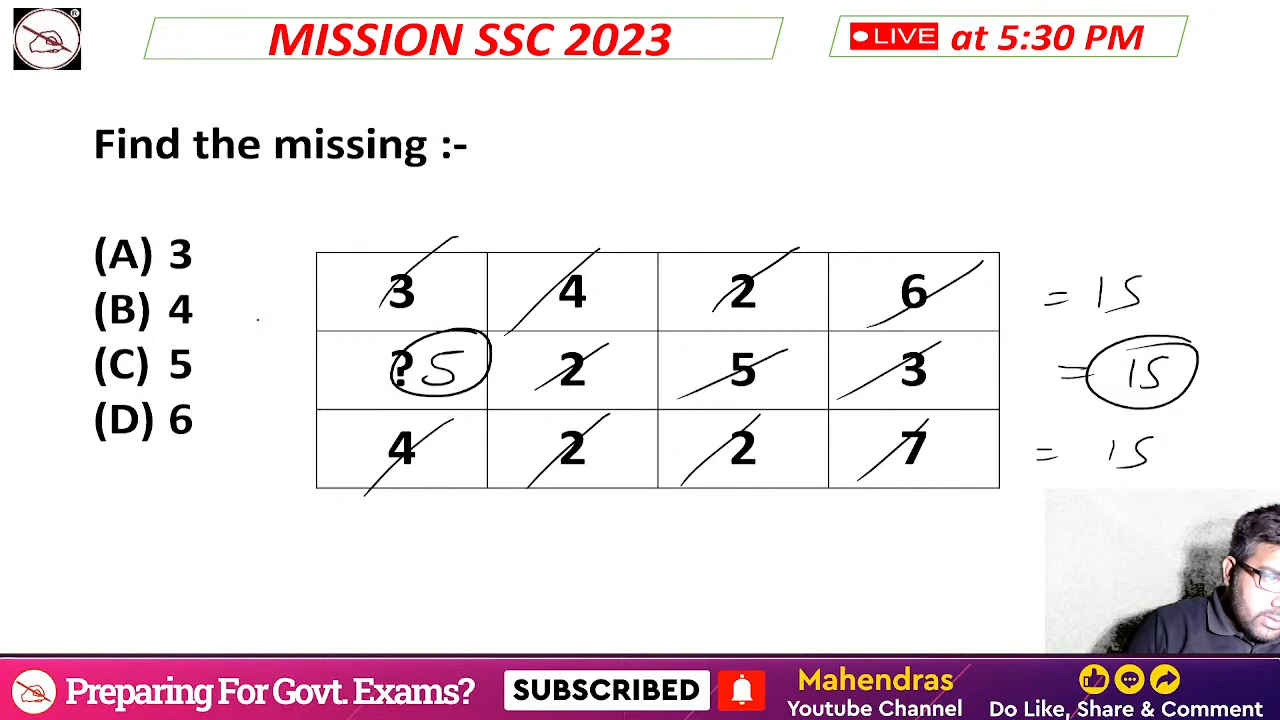 MISSION SSC 2023
LIVE at 5:30 PM
Find the missing :-
(A) 3
(B) 4
(C) 5
(D) 6
3 4 2 6 = 15
? 5 2 5 3 = 15
4 2 2 7 = 15
Preparing For Govt. Exams?
SUBSCRIBED
Mahendras
YouTube Channel
Do Like, Share & Comment